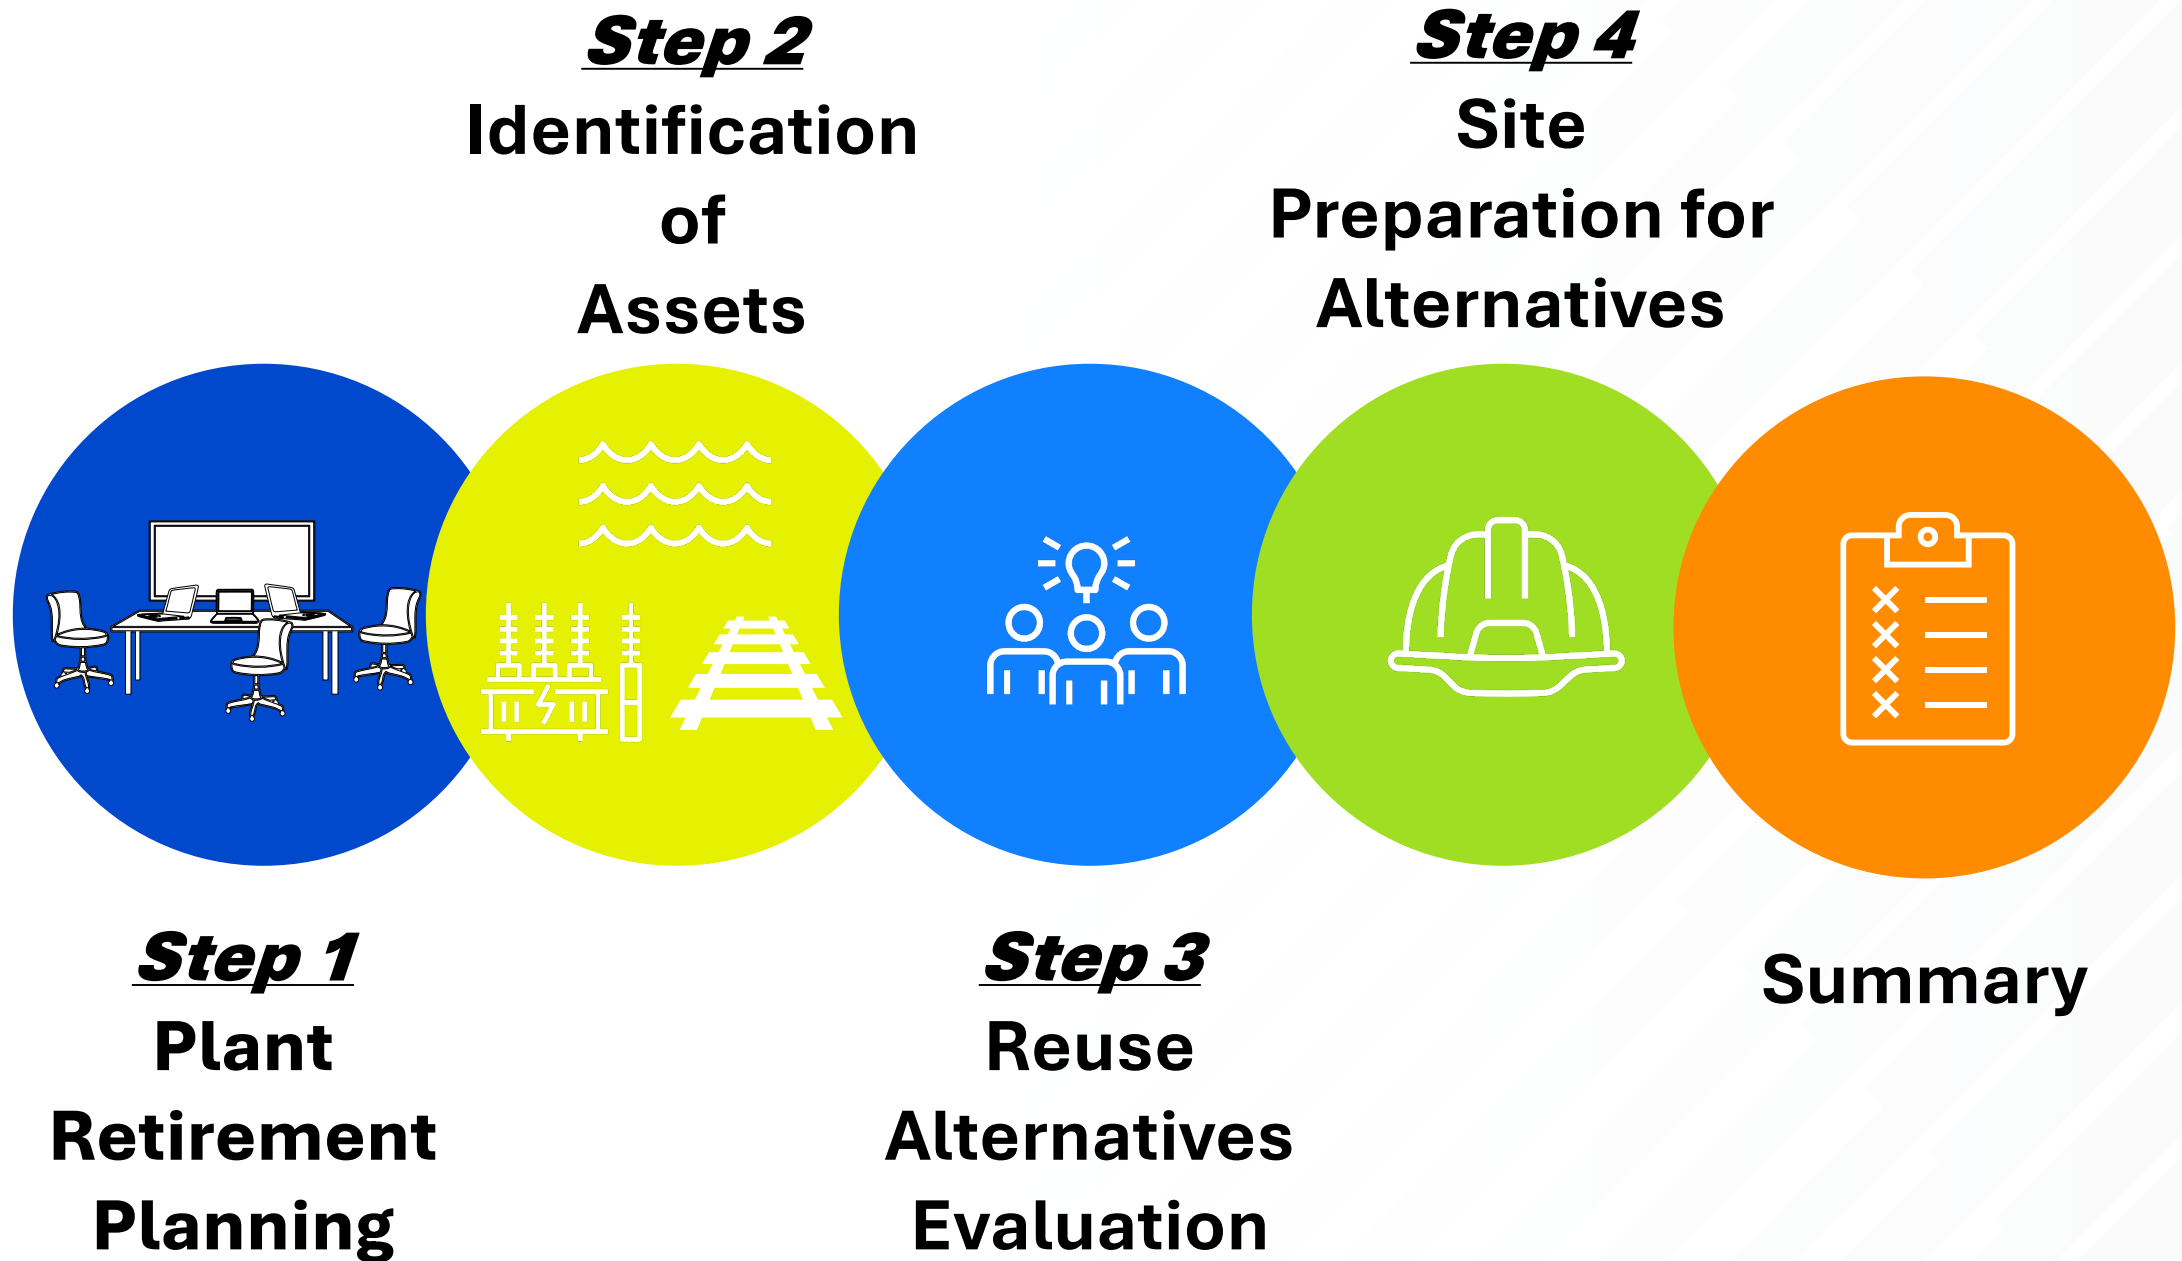 Step 1
Plant
Retirement
Planning
Step 2
Identification
of
Assets
Step 3
Reuse
Alternatives
Evaluation
Step 4
Site
Preparation for
Alternatives
Summary